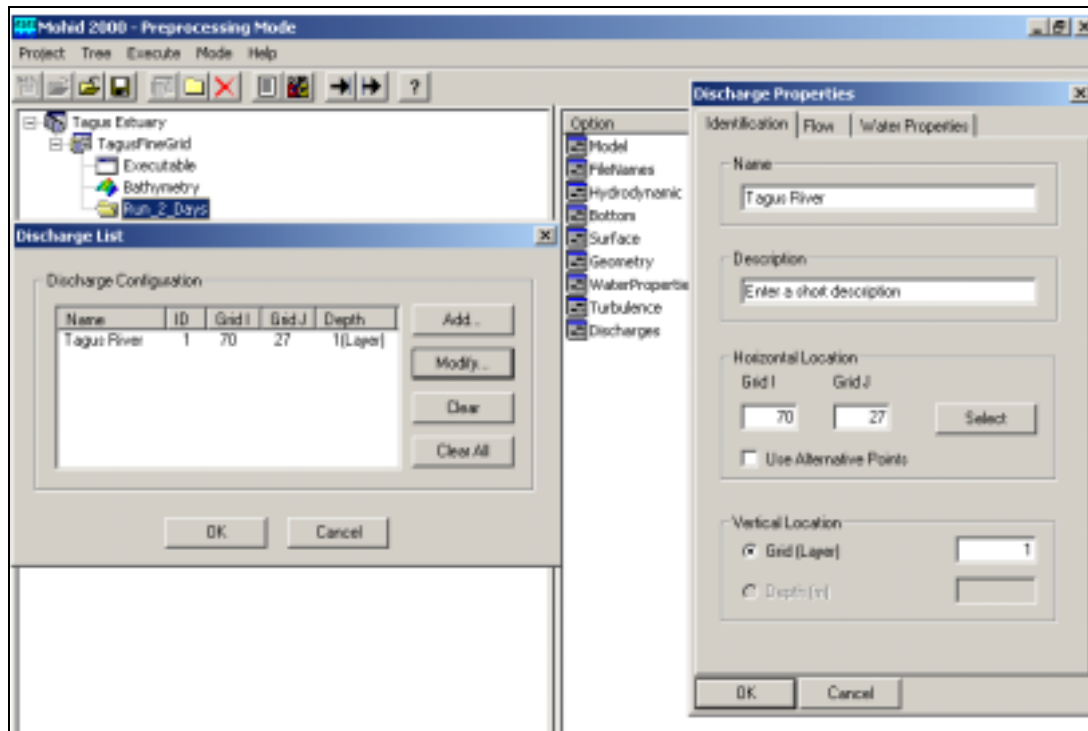 Mohid 2000 - Preprocessing Mode
Project Tree Execute Mode Help
?
Tagus Estuary
TagusFineGrid
Executable
Bathymetry
Run_2_Days
Option
Model
FileNames
Hydrodynamic
Bottom
Surface
Geometry
WaterPropertie
Turbulence
Discharges
Discharge List
Discharge Configuration
Name ID Grid I Grid J Depth
Tagus River 1 70 27 1(Layer)
Add...
Modify...
Clear
Clear All
OK Cancel
Discharge Properties
Identification Flow Water Properties
Name
Tagus River
Description
Enter a short description
Horizontal Location
Grid I Grid J
70 27 Select
Use Alternative Points
Vertical Location
Grid (Layer) 1
Depth (m)
OK Cancel